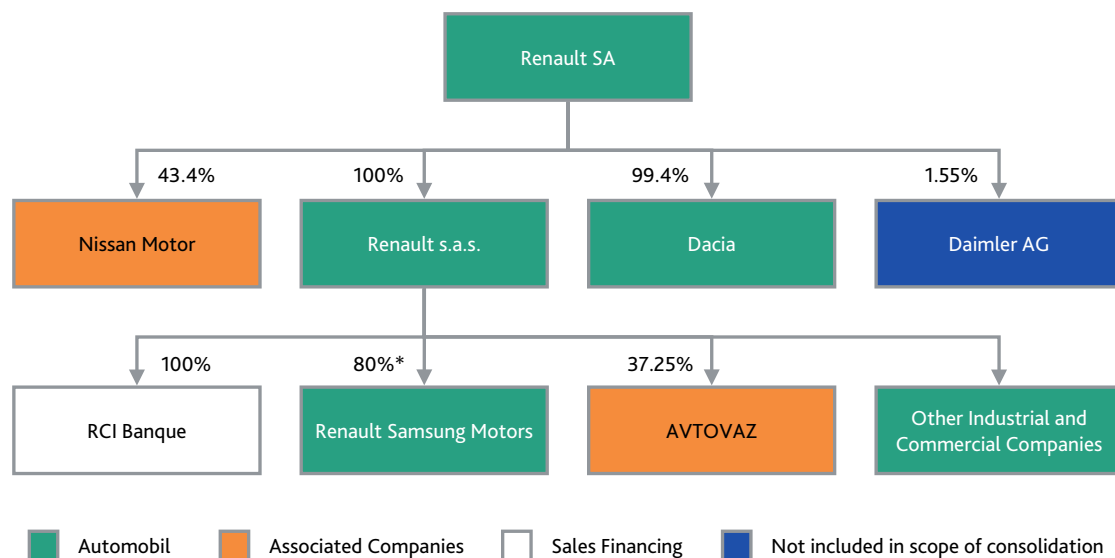 Renault SA
43.4%
100%
99.4%
1.55%
Nissan Motor
Renault s.a.s.
Dacia
Daimler AG
100%
80%*
37.25%
RCI Banque
Renault Samsung Motors
AVTOVAZ
Other Industrial and
Commercial Companies
Automobil
Associated Companies
Sales Financing
Not included in scope of consolidation